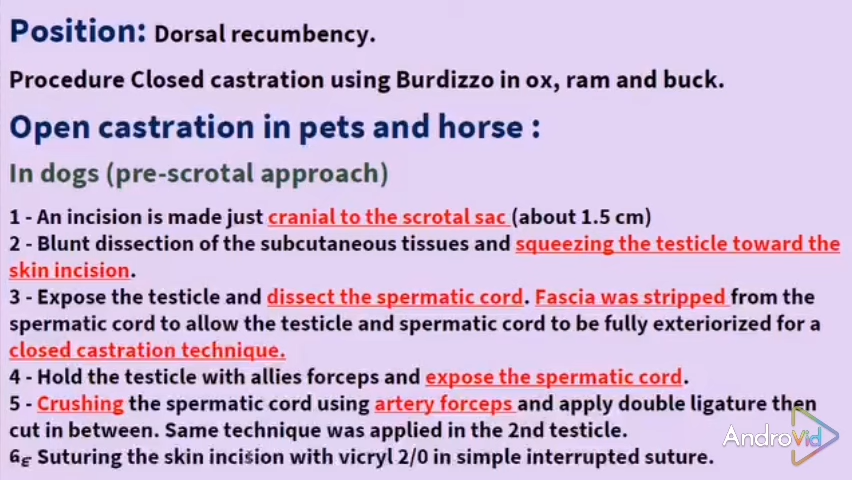 Position: Dorsal recumbency.
Procedure Closed castration using Burdizzo in ox, ram and buck.
Open castration in pets and horse :
In dogs (pre-scrotal approach)
1 - An incision is made just cranial to the scrotal sac (about 1.5 cm)
2 - Blunt dissection of the subcutaneous tissues and squeezing the testicle toward the
skin incision.
3 - Expose the testicle and dissect the spermatic cord. Fascia was stripped from the
spermatic cord to allow the testicle and spermatic cord to be fully exteriorized for a
closed castration technique.
4 - Hold the testicle with allies forceps and expose the spermatic cord.
5 - Crushing the spermatic cord using artery forceps and apply double ligature then
cut in between. Same technique was applied in the 2nd testicle.
6- Suturing the skin incision with vicryl 2/0 in simple interrupted suture.
AndroVid